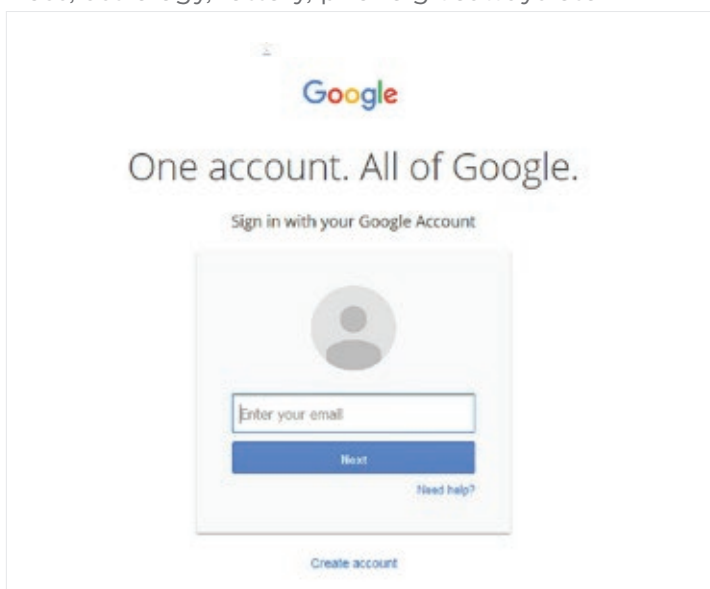 Google
One account. All of Google.
Sign in with your Google Account
Enter your email
Next
Need help?
Create account